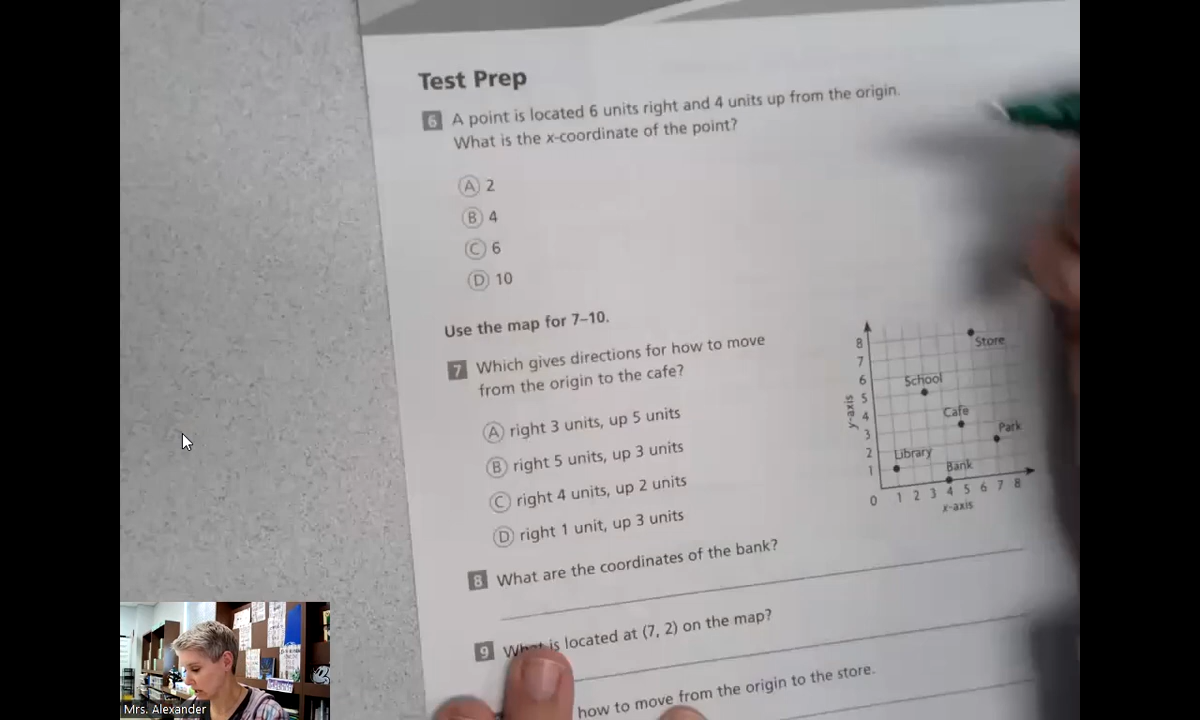 Test Prep
6 A point is located 6 units right and 4 units up from the origin.
What is the x-coordinate of the point?
A 2
B 4
C 6
D 10
Use the map for 7–10.
7 Which gives directions for how to move
from the origin to the cafe?
A right 3 units, up 5 units
B right 5 units, up 3 units
C right 4 units, up 2 units
D right 1 unit, up 3 units
8
7
6
5
4
3
2
1
0 1 2 3 4 5 6 7 8
y-axis
x-axis
Store
School
Cafe
Park
Library
Bank
8 What are the coordinates of the bank?
9 What is located at (7, 2) on the map?
how to move from the origin to the store.
Mrs. Alexander